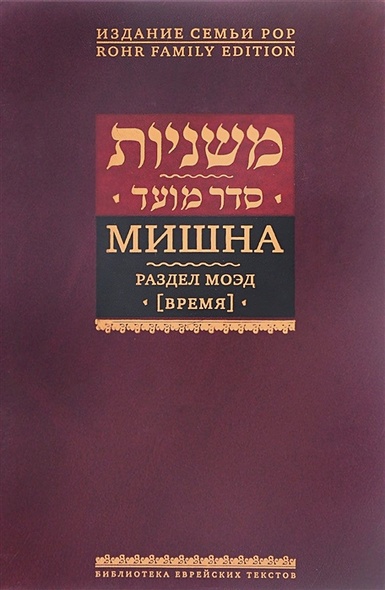 ИЗДАНИЕ СЕМЬИ РОР
ROHR FAMILY EDITION
משניות
· סדר מועד ·
МИШНА
РАЗДЕЛ МОЭД
· [ВРЕМЯ] ·
БИБЛИОТЕКА ЕВРЕЙСКИХ ТЕКСТОВ